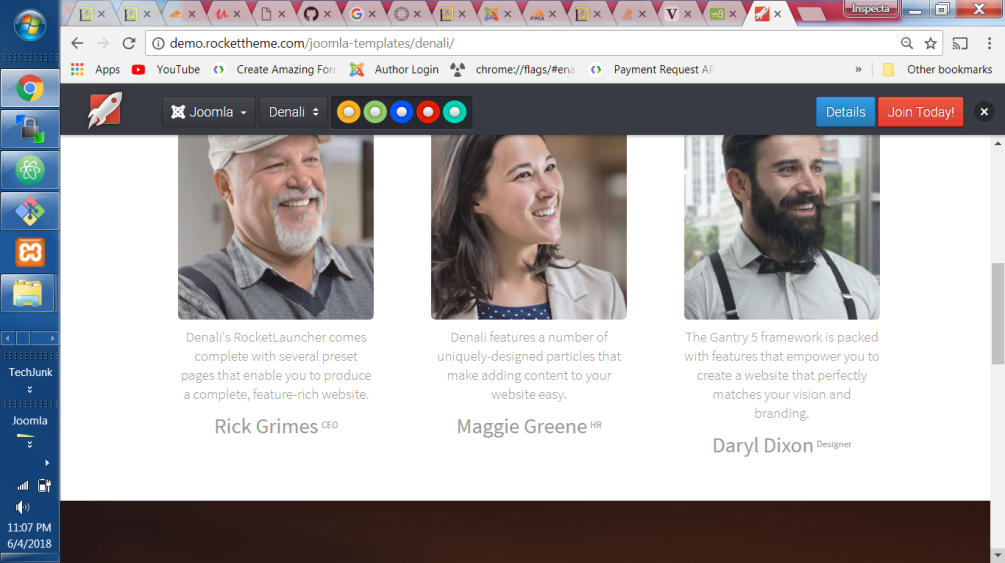 Inspecta
demo.rockettheme.com/joomla-templates/denali/
Apps
YouTube
Create Amazing For
Author Login
chrome://flags/#ena
Payment Request AP
»
Other bookmarks
Joomla
Denali
Details
Join Today!
Denali's RocketLauncher comes
complete with several preset
pages that enable you to produce
a complete, feature-rich website.
Rick Grimes CEO
Denali features a number of
uniquely-designed particles that
make adding content to your
website easy.
Maggie Greene HR
The Gantry 5 framework is packed
with features that empower you to
create a website that perfectly
matches your vision and
branding.
Daryl Dixon Designer
TechJunk
Joomla
11:07 PM
6/4/2018